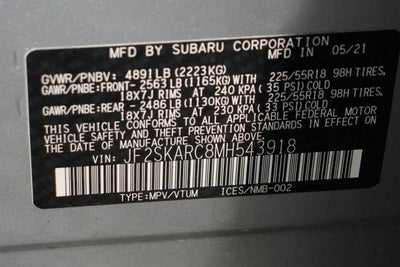 MFD BY SUBARU CORPORATION MFD IN 05/21
GVWR/PNBV: 4891LB (2223KG)
GAWR/PNBE:FRONT-2563LB(1165KG)WITH 225/55R18 98H TIRES,
18X7J RIMS AT 240 KPA( 35 PSI)COLD
GAWR/PNBE:REAR -2486LB(1130KG)WITH 225/55R18 98H TIRES,
18X7J RIMS AT 230 KPA( 33 PSI)COLD
THIS VEHICLE CONFORMS TO ALL APPLICABLE FEDERAL MOTOR
VEHICLE SAFETY AND THEFT PREVENTION STANDARDS IN EFFECT
ON THE DATE OF MANUFACTURE SHOWN ABOVE.
VIN: JF2SKARC8MH543918
TYPE:MPV/VTUM ICES/NMB-002